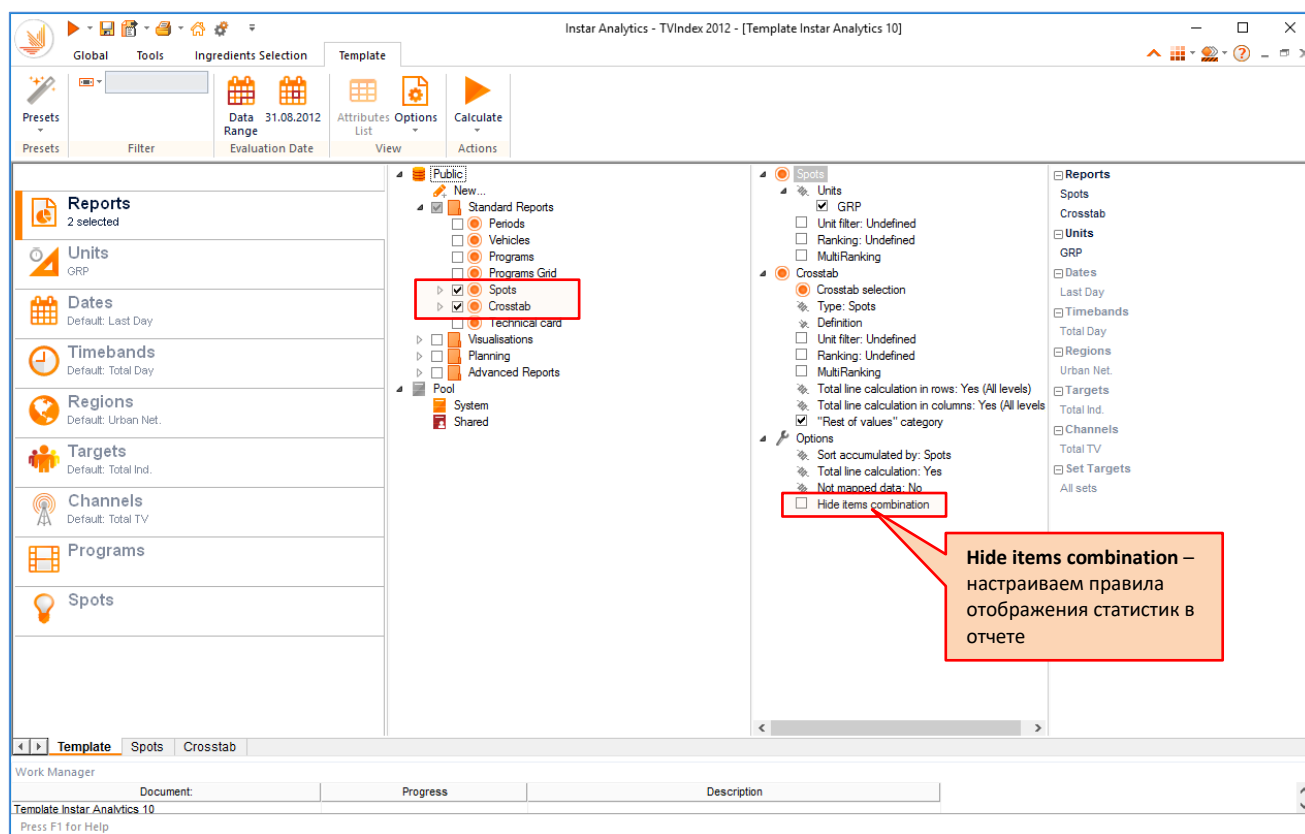 Instar Analytics - TVIndex 2012 - [Template Instar Analytics 10]
Global Tools Ingredients Selection Template
Presets
Data Range
31.08.2012
Attributes List
Options
Calculate
Presets Filter Evaluation Date View Actions
Reports
2 selected
Units
GRP
Dates
Default: Last Day
Timebands
Default: Total Day
Regions
Default: Urban Net.
Targets
Default: Total Ind.
Channels
Default: Total TV
Programs
Spots
Public
New...
Standard Reports
Periods
Vehicles
Programs
Programs Grid
Spots
Crosstab
Technical card
Visualisations
Planning
Advanced Reports
Pool
System
Shared
Spots
Units
GRP
Unit filter: Undefined
Ranking: Undefined
MultiRanking
Crosstab
Crosstab selection
Type: Spots
Definition
Unit filter: Undefined
Ranking: Undefined
MultiRanking
Total line calculation in rows: Yes (All levels)
Total line calculation in columns: Yes (All levels
"Rest of values" category
Options
Sort accumulated by: Spots
Total line calculation: Yes
Not mapped data: No
Hide items combination
Reports
Spots
Crosstab
Units
GRP
Dates
Last Day
Timebands
Total Day
Regions
Urban Net.
Targets
Total Ind.
Channels
Total TV
Set Targets
All sets
Hide items combination –
настраиваем правила
отображения статистик в
отчете
Template Spots Crosstab
Work Manager
Document: Progress Description
Template Instar Analytics 10
Press F1 for Help